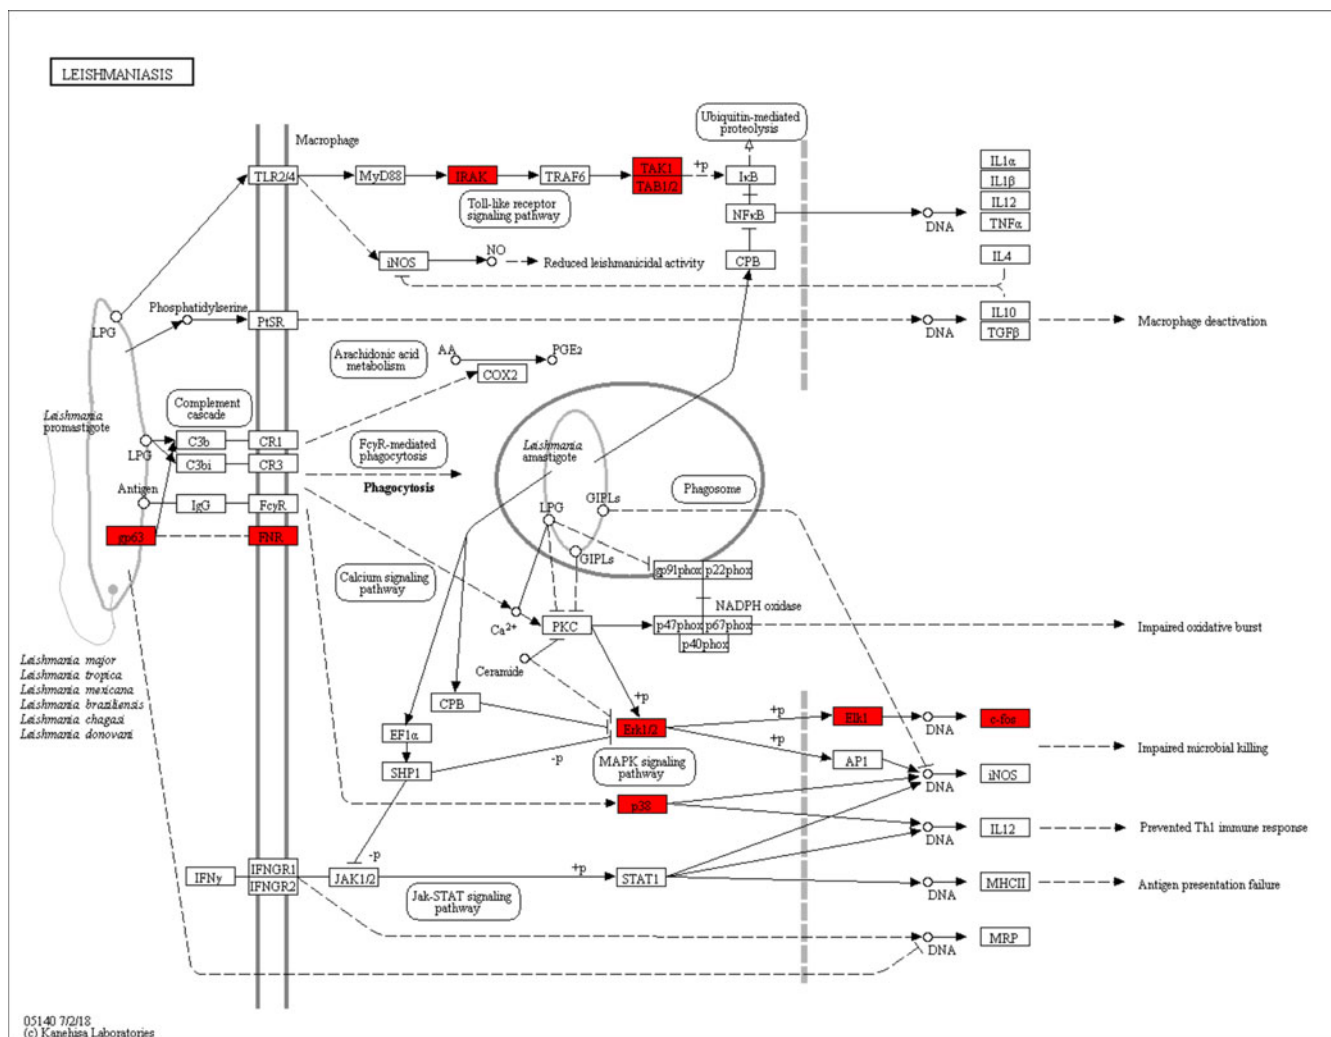 LEISHMANIASIS
Macrophage
Ubiquitin-mediated
proteolysis
TLR2/4
MyD88
IRAK
TRAF6
TAK1
TAB1/2
+p
IκB
Toll-like receptor
signaling pathway
NFκB
DNA
IL1α
IL1β
IL12
TNFα
iNOS
NO
Reduced leishmanicidal activity
CPB
IL4
LPG
Phosphatidylserine
PtSR
DNA
IL10
TGFβ
Macrophage deactivation
Arachidonic acid
metabolism
AA
PGE2
COX2
Leishmania
promastigote
Complement
cascade
LPG
C3b
CR1
C3bi
CR3
FcγR-mediated
phagocytosis
Phagocytosis
Leishmania
amastigote
Phagosome
Antigen
IgG
FcγR
gp63
FNR
LPG
GIPLs
GIPLs
gp91phox
p22phox
Calcium signaling
pathway
NADPH oxidase
Ca2+
PKC
p47phox
p67phox
p40phox
Impaired oxidative burst
Ceramide
Leishmania major
Leishmania tropica
Leishmania mexicana
Leishmania braziliensis
Leishmania chagasi
Leishmania donovani
CPB
+p
Erk1/2
+p
Elk1
DNA
c-fos
EF1α
+p
AP1
Impaired microbial killing
SHP1
-p
MAPK signaling
pathway
DNA
iNOS
p38
DNA
IL12
Prevented Th1 immune response
-p
+p
IFNγ
IFNGR1
IFNGR2
JAK1/2
STAT1
DNA
MHCII
Antigen presentation failure
Jak-STAT signaling
pathway
DNA
MRP
05140 7/2/18
(c) Kanehisa Laboratories